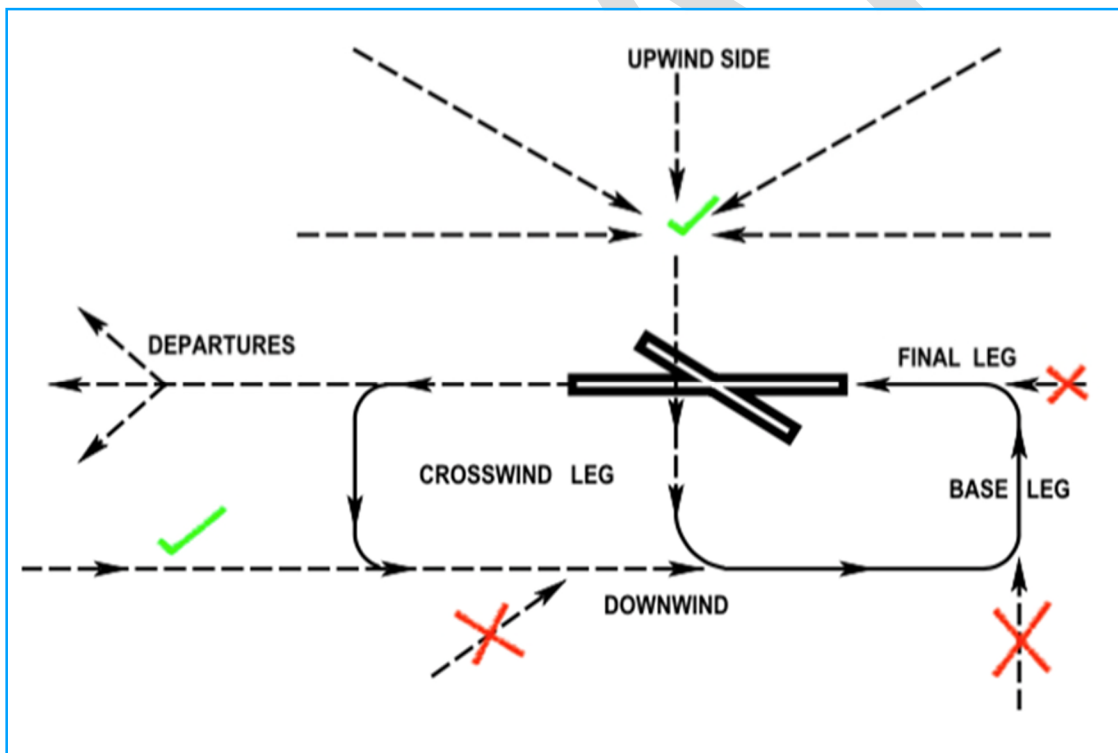 UPWIND SIDE
DEPARTURES
FINAL LEG
CROSSWIND LEG
BASE LEG
DOWNWIND